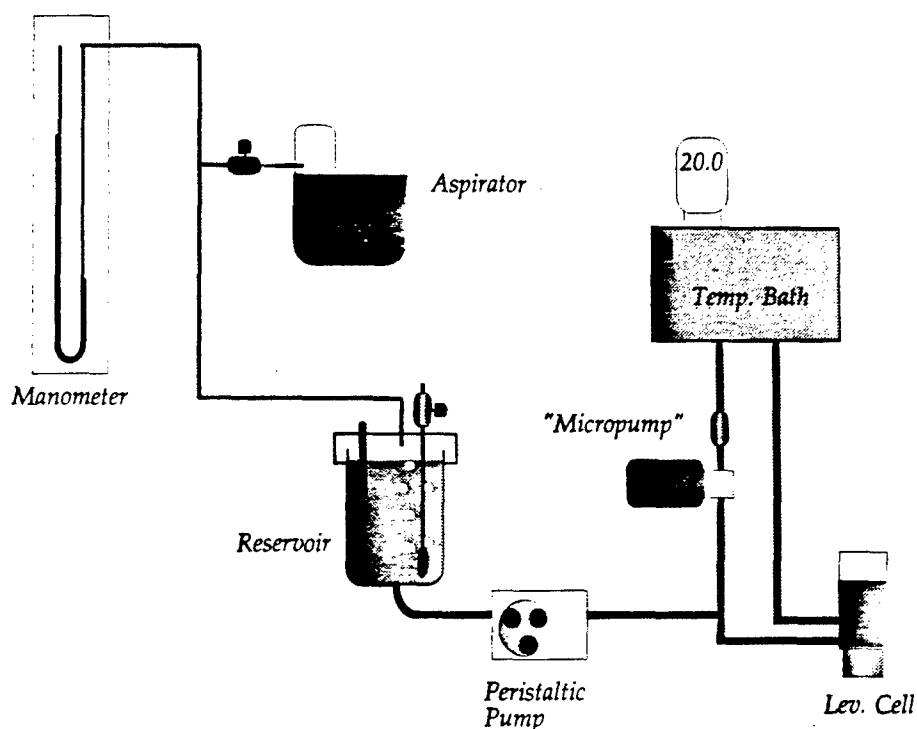 20.0
Aspirator
Temp. Bath
Manometer
"Micropump"
Reservoir
Peristaltic
Pump
Lev. Cell